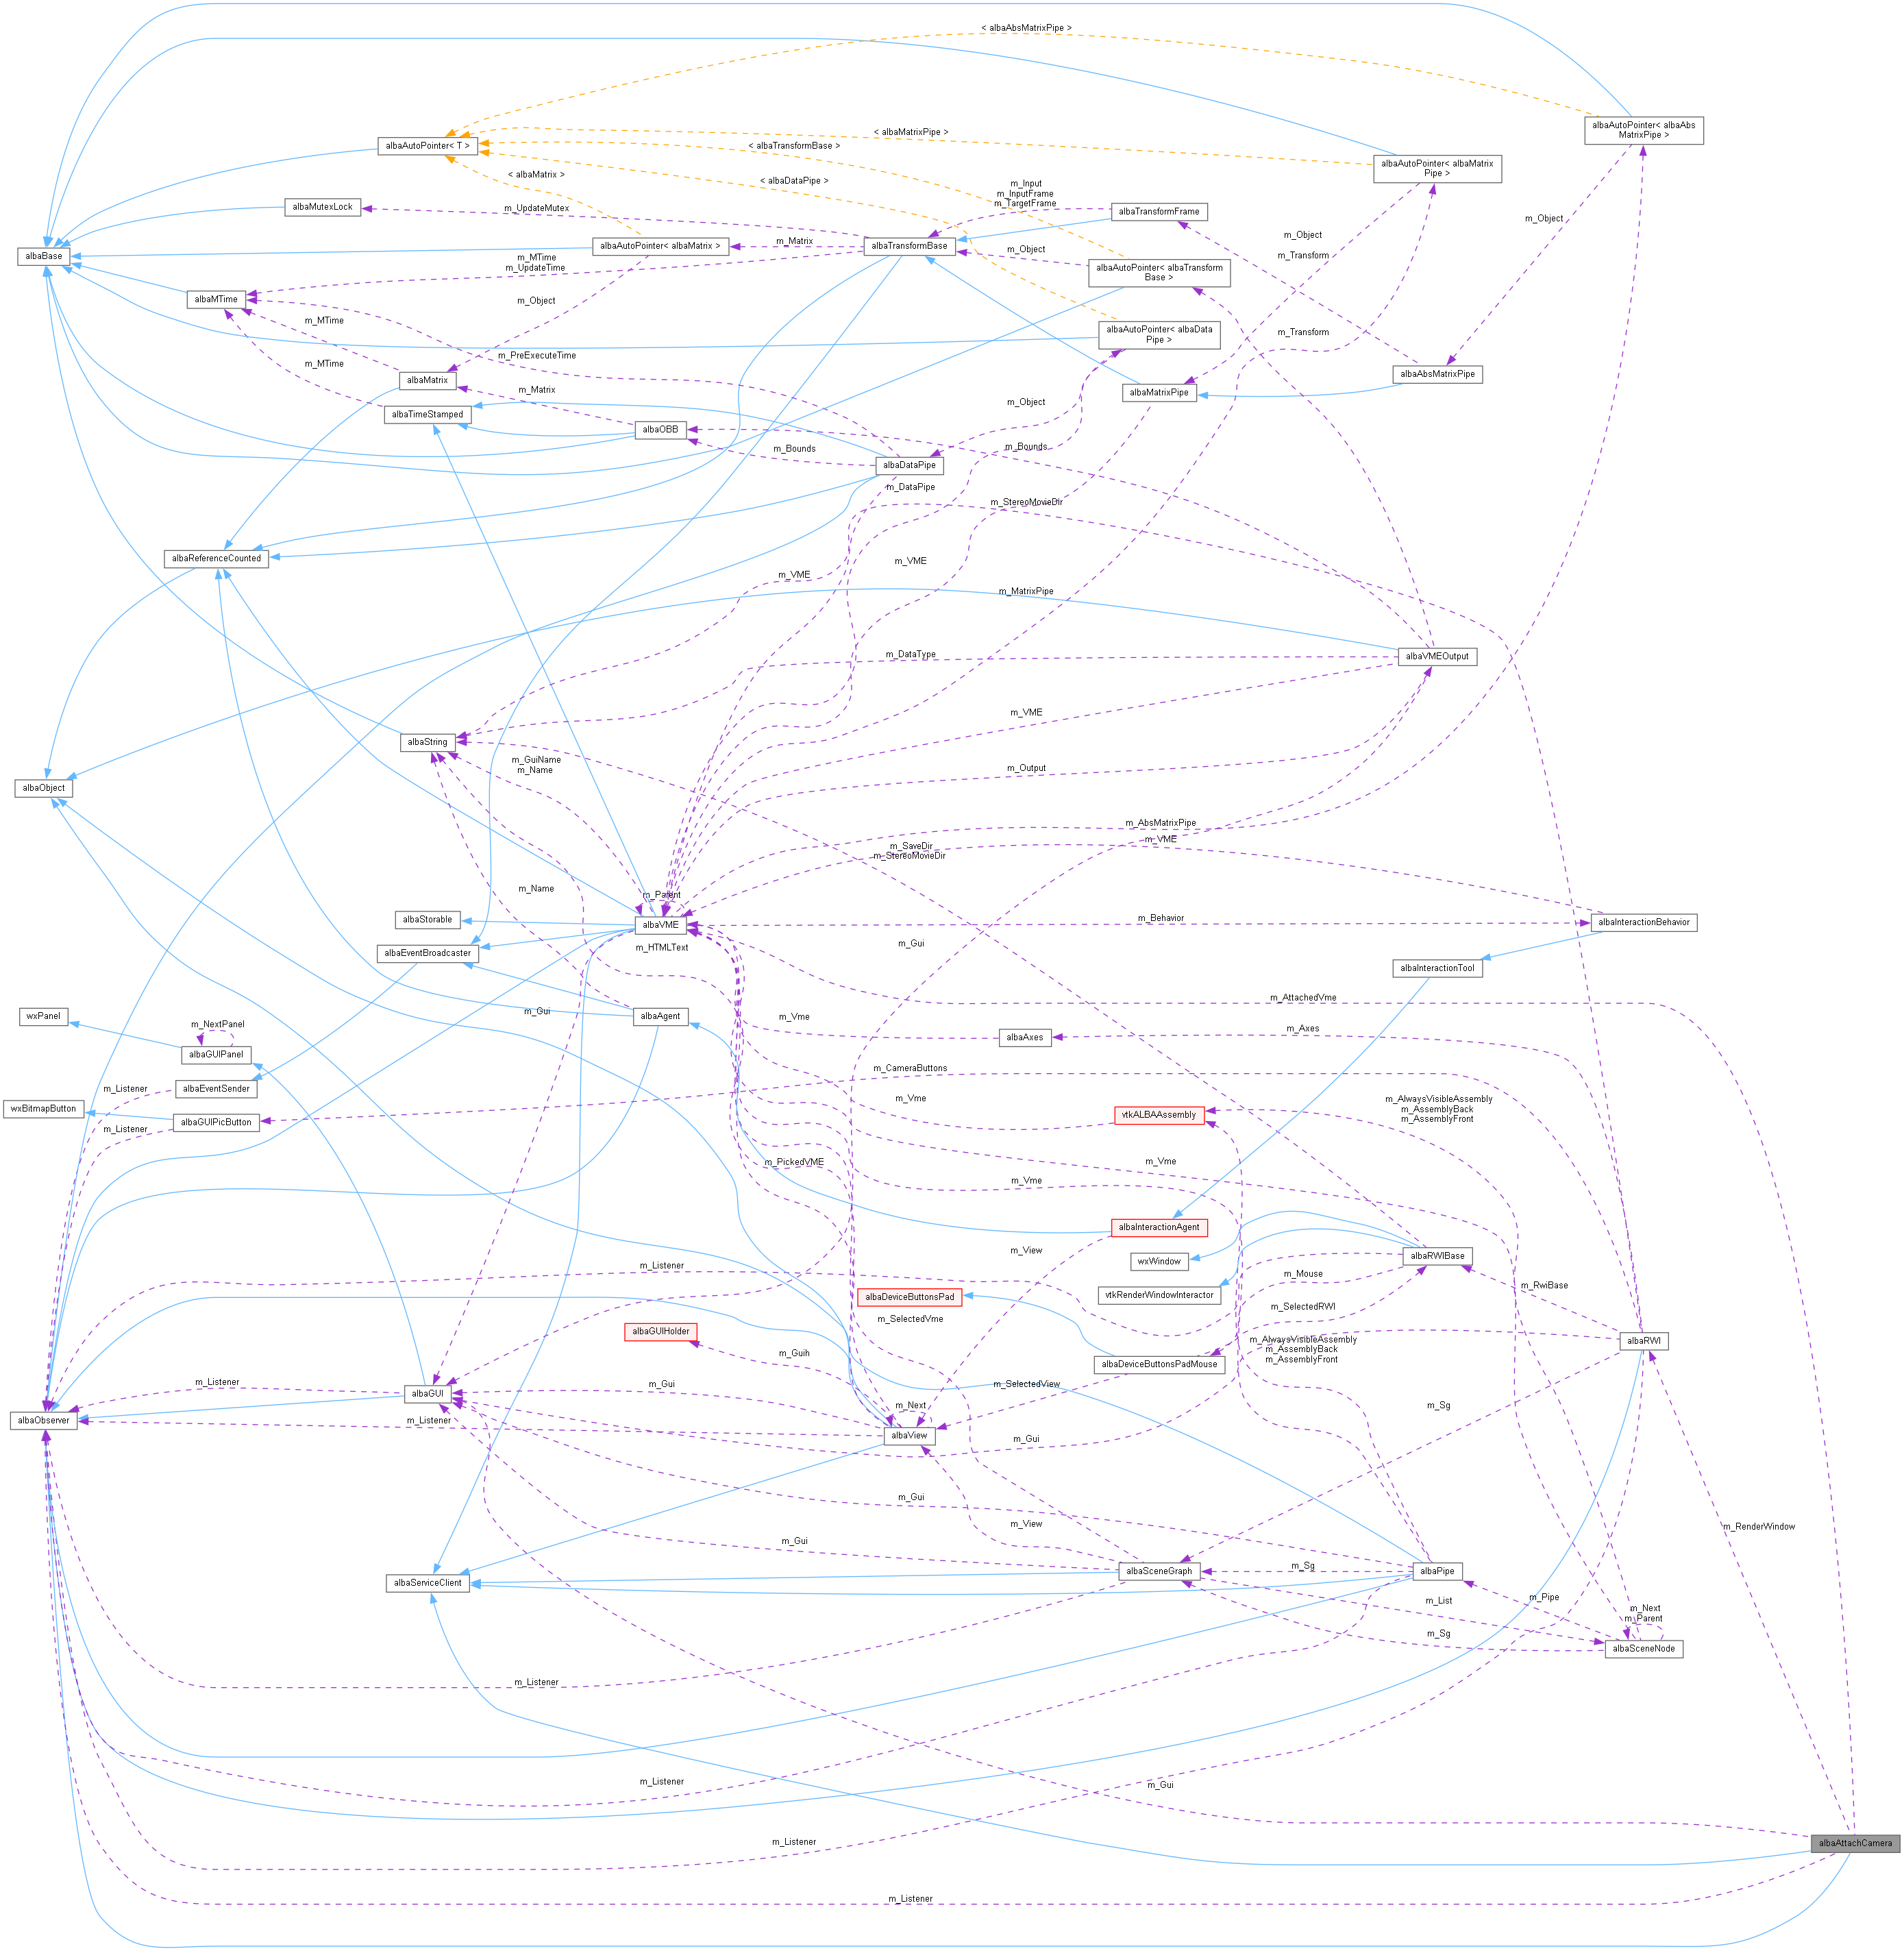 < albaAbsMatrixPipe >
albaAutoPointer< albaAbs
MatrixPipe >
< albaMatrixPipe >
albaAutoPointer< T >
< albaTransformBase >
albaAutoPointer< albaMatrix
Pipe >
< albaMatrix >
< albaDataPipe >
m_Input
m_InputFrame
m_TargetFrame
albaMutexLock
m_UpdateMutex
albaTransformFrame
m_Object
albaBase
albaAutoPointer< albaMatrix >
m_Matrix
albaTransformBase
m_Object
m_Object
m_Transform
m_MTime
m_UpdateTime
albaAutoPointer< albaTransform
Base >
albaMTime
m_Object
m_MTime
albaAutoPointer< albaData
Pipe >
m_Transform
m_PreExecuteTime
m_MTime
albaMatrix
m_Matrix
albaAbsMatrixPipe
albaMatrixPipe
m_Object
albaTimeStamped
albaOBB
m_Bounds
m_Bounds
albaDataPipe
m_DataPipe
m_StereoMovieDir
albaReferenceCounted
m_VME
m_VME
m_MatrixPipe
m_DataType
albaVMEOutput
m_VME
albaString
m_GuiName
m_Name
m_Output
albaObject
m_AbsMatrixPipe
m_VME
m_SaveDir
m_StereoMovieDir
m_Name
m_Parent
albaStorable
albaVME
m_Behavior
albaInteractionBehavior
m_HTMLText
m_Gui
albaEventBroadcaster
albaInteractionTool
m_AttachedVme
wxPanel
m_NextPanel
m_Gui
albaAgent
m_Vme
m_Axes
albaAxes
albaGUIPanel
m_CameraButtons
albaEventSender
m_Listener
m_Vme
m_AlwaysVisibleAssembly
m_AssemblyBack
m_AssemblyFront
wxBitmapButton
albaGUIPicButton
vtkALBAAssembly
m_Listener
m_PickedVME
m_Vme
m_Vme
albaInteractionAgent
m_View
albaRWIBase
wxWindow
m_Listener
m_Mouse
m_RwiBase
albaDeviceButtonsPad
vtkRenderWindowInteractor
m_SelectedRWI
m_SelectedVme
albaGUIHolder
albaRWI
m_Guih
m_AlwaysVisibleAssembly
m_AssemblyBack
m_AssemblyFront
albaDeviceButtonsPadMouse
m_Listener
m_Gui
m_SelectedView
albaGUI
m_Next
m_Sg
albaObserver
m_Listener
albaView
m_Gui
m_Gui
m_View
m_RenderWindow
m_Gui
m_Sg
albaServiceClient
albaSceneGraph
albaPipe
m_List
m_Pipe
m_Next
m_Parent
m_Sg
albaSceneNode
m_Listener
m_Listener
m_Gui
m_Listener
albaAttachCamera
m_Listener